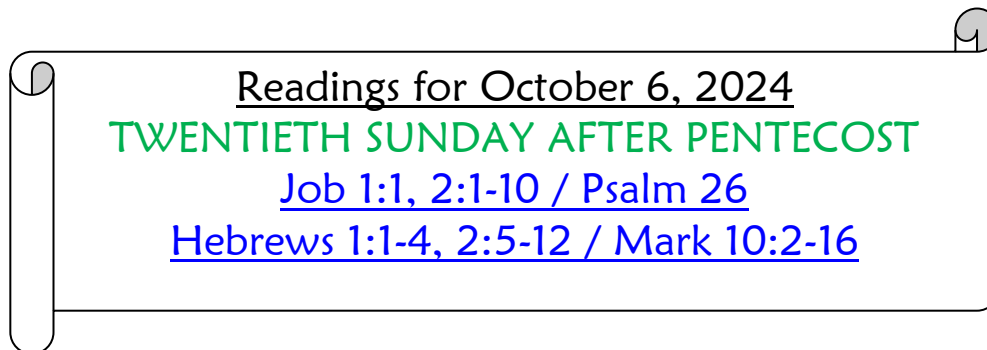 Readings for October 6, 2024
TWENTIETH SUNDAY AFTER PENTECOST
Job 1:1, 2:1-10 / Psalm 26
Hebrews 1:1-4, 2:5-12 / Mark 10:2-16